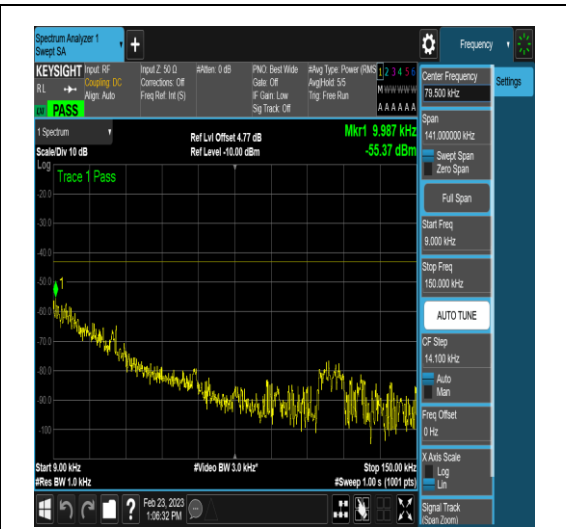 Spectrum Analyzer 1
Swept SA
+
Frequency
KEYSIGHT
RL
PASS
Input: RF
Coupling: DC
Align: Auto
Input Z: 50 Ω
Corrections: Off
Freq Ref: Int (S)
#Atten: 0 dB
PNO: Best Wide
Gate: Off
IF Gain: Low
Sig Track: Off
#Avg Type: Power (RMS
Avg|Hold: 5/5
Trig: Free Run
1 2 3 4 5 6
M W W W W W
A A A A A A
1 Spectrum
Scale/Div 10 dB
Ref Lvl Offset 4.77 dB
Ref Level -10.00 dBm
Mkr1 9.987 kHz
-55.37 dBm
Log
Trace 1 Pass
-20.0
-30.0
-40.0
-50.0
-60.0
-70.0
-80.0
-90.0
-100
1
Start 9.00 kHz
#Res BW 1.0 kHz
#Video BW 3.0 kHz*
Stop 150.00 kHz
#Sweep 1.00 s (1001 pts)
?
Feb 23, 2023
1:06:32 PM
Center Frequency
79.500 kHz
Settings
Span
141.000000 kHz
Swept Span
Zero Span
Full Span
Start Freq
9.000 kHz
Stop Freq
150.000 kHz
AUTO TUNE
CF Step
14.100 kHz
Auto
Man
Freq Offset
0 Hz
X Axis Scale
Log
Lin
Signal Track
(Span Zoom)